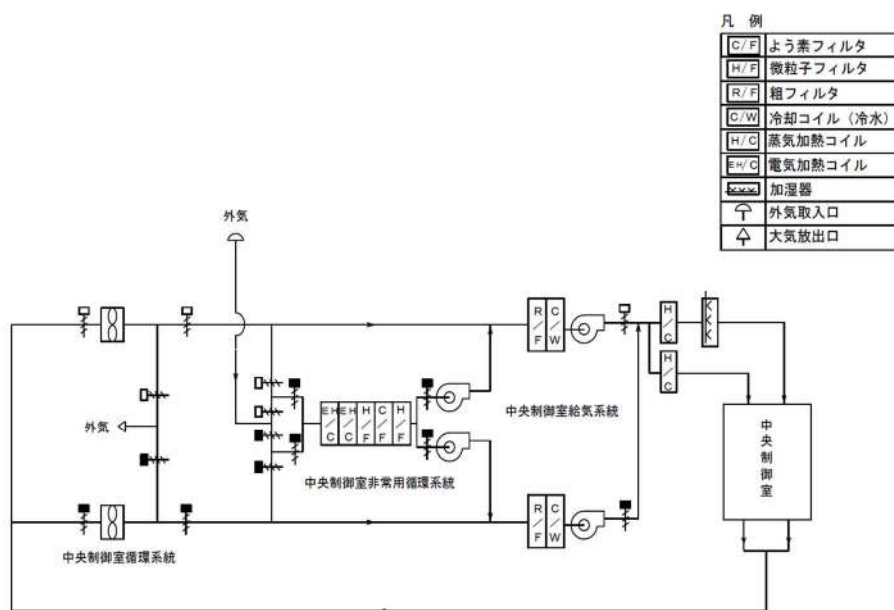 凡 例
C/F よう素フィルタ
H/F 微粒子フィルタ
R/F 粗フィルタ
C/W 冷却コイル（冷水）
H/C 蒸気加熱コイル
EH/C 電気加熱コイル
加湿器
外気取入口
大気放出口
外気
R/F C/W
H/C
H/C
EH/C EH/C H/F C/F H/F
中央制御室給気系統
外気
中央制御室
中央制御室非常用循環系統
R/F C/W
中央制御室循環系統